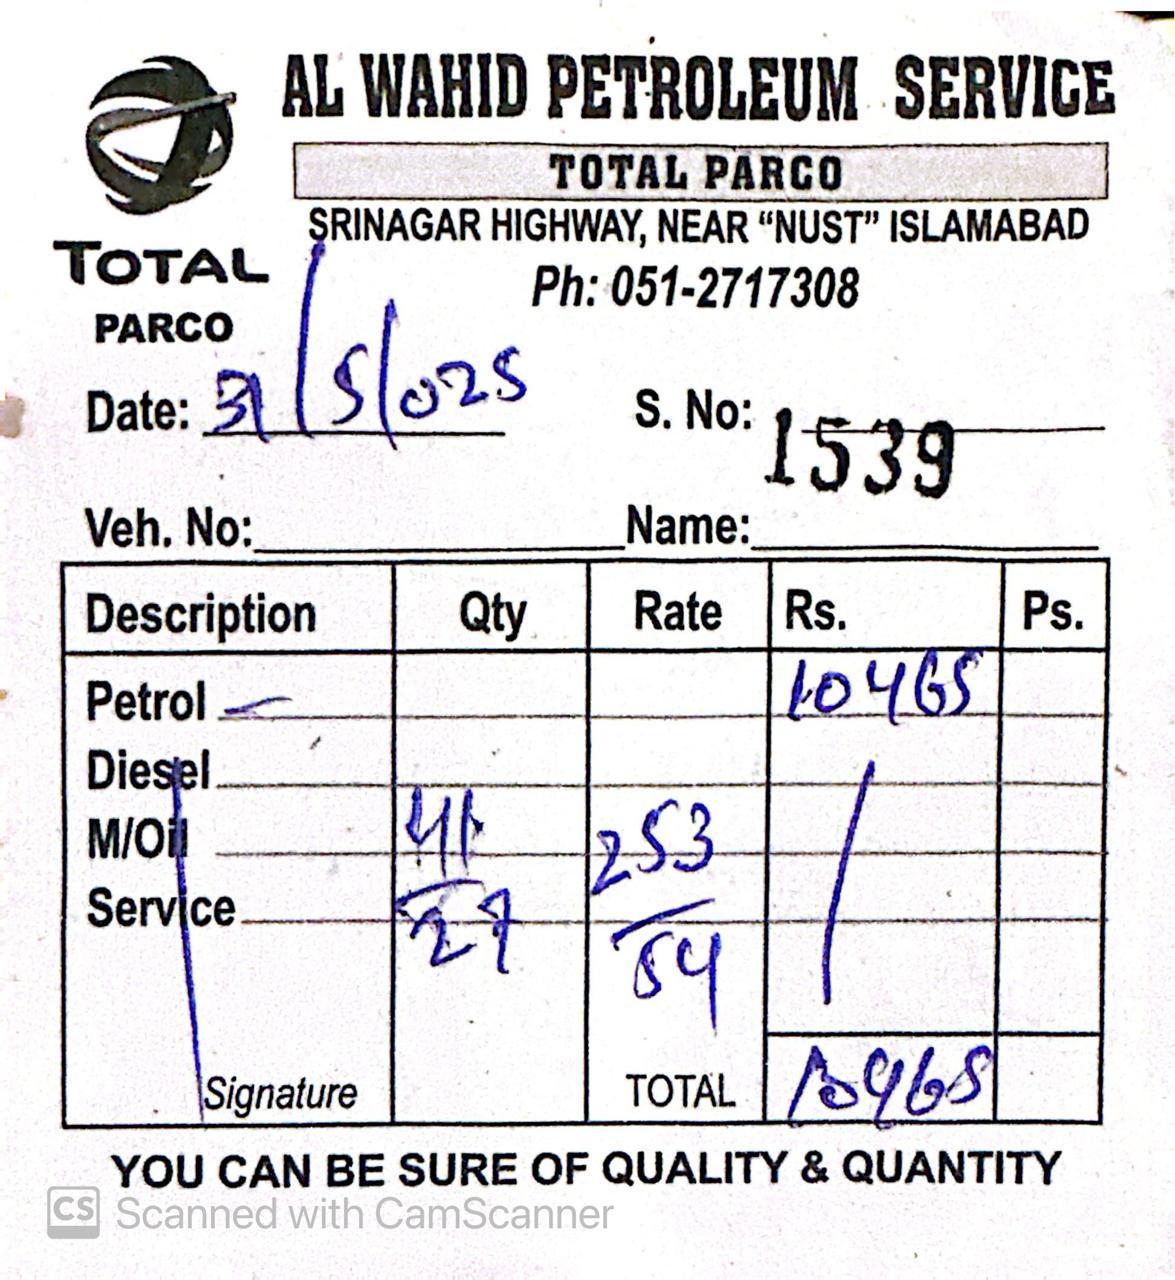 AL WAHID PETROLEUM SERVICE
TOTAL PARCO
SRINAGAR HIGHWAY, NEAR “NUST” ISLAMABAD
Ph: 051-2717308
TOTAL
PARCO
Date: 31/5/025 S. No: 1539
Veh. No: Name:
Description Qty Rate Rs. Ps.
Petrol 10465
Diesel
M/Oil 41 253
Service 27 54
Signature TOTAL 10465
YOU CAN BE SURE OF QUALITY & QUANTITY
CS Scanned with CamScanner